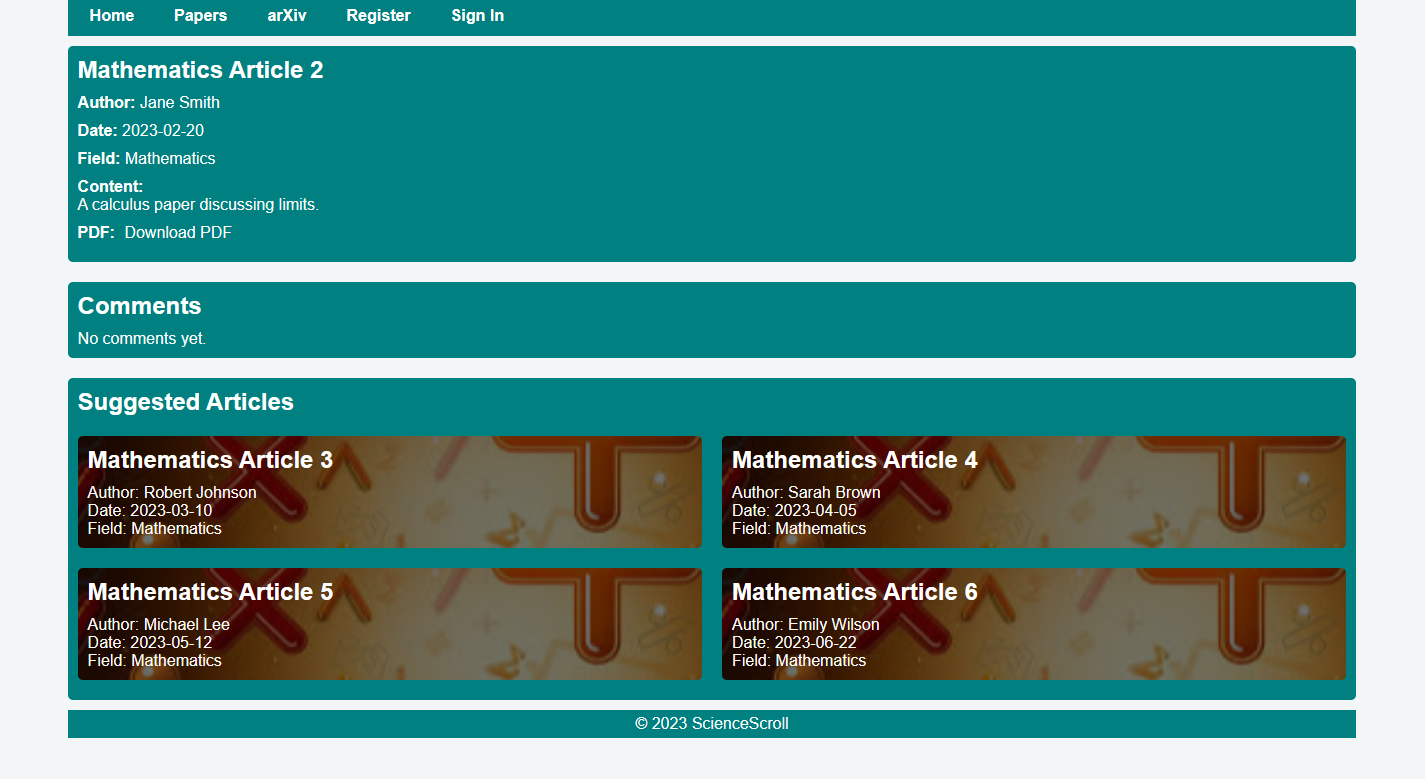 Home Papers arXiv Register Sign In
Mathematics Article 2
Author: Jane Smith
Date: 2023-02-20
Field: Mathematics
Content:
A calculus paper discussing limits.
PDF: Download PDF
Comments
No comments yet.
Suggested Articles
Mathematics Article 3
Author: Robert Johnson
Date: 2023-03-10
Field: Mathematics
Mathematics Article 4
Author: Sarah Brown
Date: 2023-04-05
Field: Mathematics
Mathematics Article 5
Author: Michael Lee
Date: 2023-05-12
Field: Mathematics
Mathematics Article 6
Author: Emily Wilson
Date: 2023-06-22
Field: Mathematics
© 2023 ScienceScroll